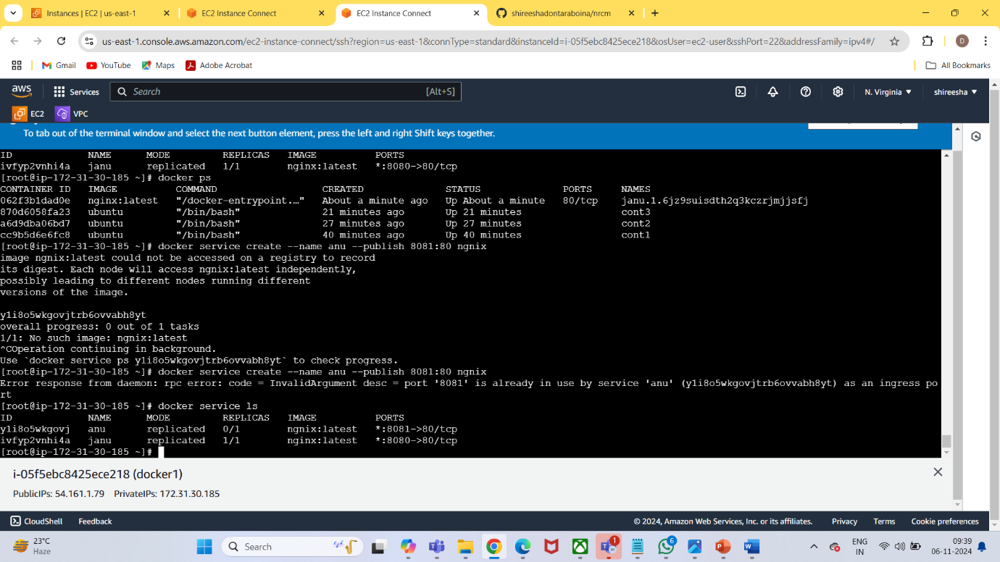 Instances | EC2 | us-east-1
EC2 Instance Connect
EC2 Instance Connect
shireeshadontaraboina/nrcm
us-east-1.console.aws.amazon.com/ec2-instance-connect/ssh?region=us-east-1&connType=standard&instanceId=i-05f5ebc8425ece218&osUser=ec2-user&sshPort=22&addressFamily=ipv4#/
D
Gmail
YouTube
Maps
Adobe Acrobat
All Bookmarks
aws
Services
Search
[Alt+S]
N. Virginia
shireesha
EC2
VPC
To tab out of the terminal window and select the next button element, press the left and right Shift keys together.
ID NAME MODE REPLICAS IMAGE PORTS
ivfyp2vnhi4a janu replicated 1/1 nginx:latest *:8080->80/tcp
[root@ip-172-31-30-185 ~]# docker ps
CONTAINER ID IMAGE COMMAND CREATED STATUS PORTS NAMES
062f3b1dad0e nginx:latest "/docker-entrypoint.…" About a minute ago Up About a minute 80/tcp janu.1.6jz9suisdth2q3kczrjmjjsfj
870d6058fa23 ubuntu "/bin/bash" 21 minutes ago Up 21 minutes cont3
a6d9dba06bd7 ubuntu "/bin/bash" 27 minutes ago Up 27 minutes cont2
cc9b5d6e6fc8 ubuntu "/bin/bash" 40 minutes ago Up 40 minutes cont1
[root@ip-172-31-30-185 ~]# docker service create --name anu --publish 8081:80 ngnix
image ngnix:latest could not be accessed on a registry to record
its digest. Each node will access ngnix:latest independently,
possibly leading to different nodes running different
versions of the image.
y1i8o5wkgovjtrb6ovvabh8yt
overall progress: 0 out of 1 tasks
1/1: No such image: ngnix:latest
^COperation continuing in background.
Use `docker service ps y1i8o5wkgovjtrb6ovvabh8yt` to check progress.
[root@ip-172-31-30-185 ~]# docker service create --name anu --publish 8081:80 ngnix
Error response from daemon: rpc error: code = InvalidArgument desc = port '8081' is already in use by service 'anu' (y1i8o5wkgovjtrb6ovvabh8yt) as an ingress po
rt
[root@ip-172-31-30-185 ~]# docker service ls
ID NAME MODE REPLICAS IMAGE PORTS
y1i8o5wkgovj anu replicated 0/1 ngnix:latest *:8081->80/tcp
ivfyp2vnhi4a janu replicated 1/1 nginx:latest *:8080->80/tcp
[root@ip-172-31-30-185 ~]#
i-05f5ebc8425ece218 (docker1)
PublicIPs: 54.161.1.79 PrivateIPs: 172.31.30.185
CloudShell
Feedback
© 2024, Amazon Web Services, Inc. or its affiliates.
Privacy
Terms
Cookie preferences
23°C
Haze
Search
1
6
ENG
IN
09:39
06-11-2024